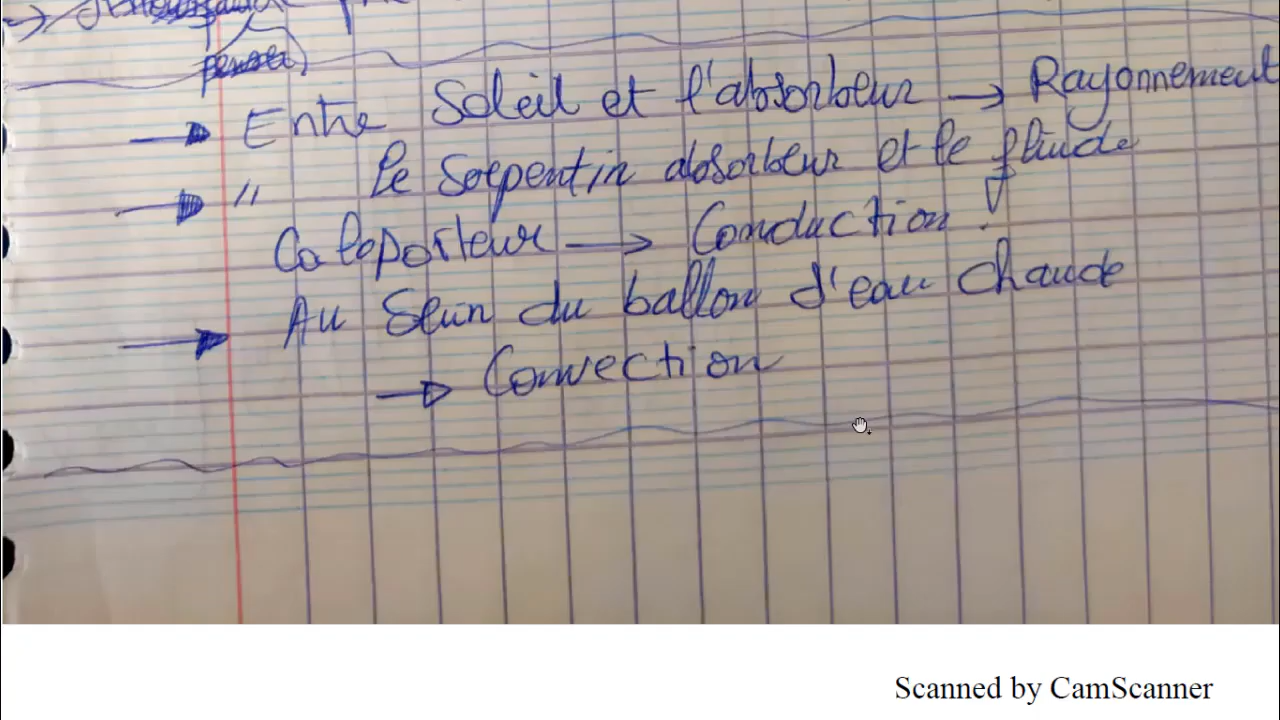 → Entre Soleil et l'absorbeur → Rayonnement
→ " le Serpentin absorbeur et le fluide
Caloporteur → Conduction.
→ Au Sein du ballon d'eau chaude
→ Convection
Scanned by CamScanner